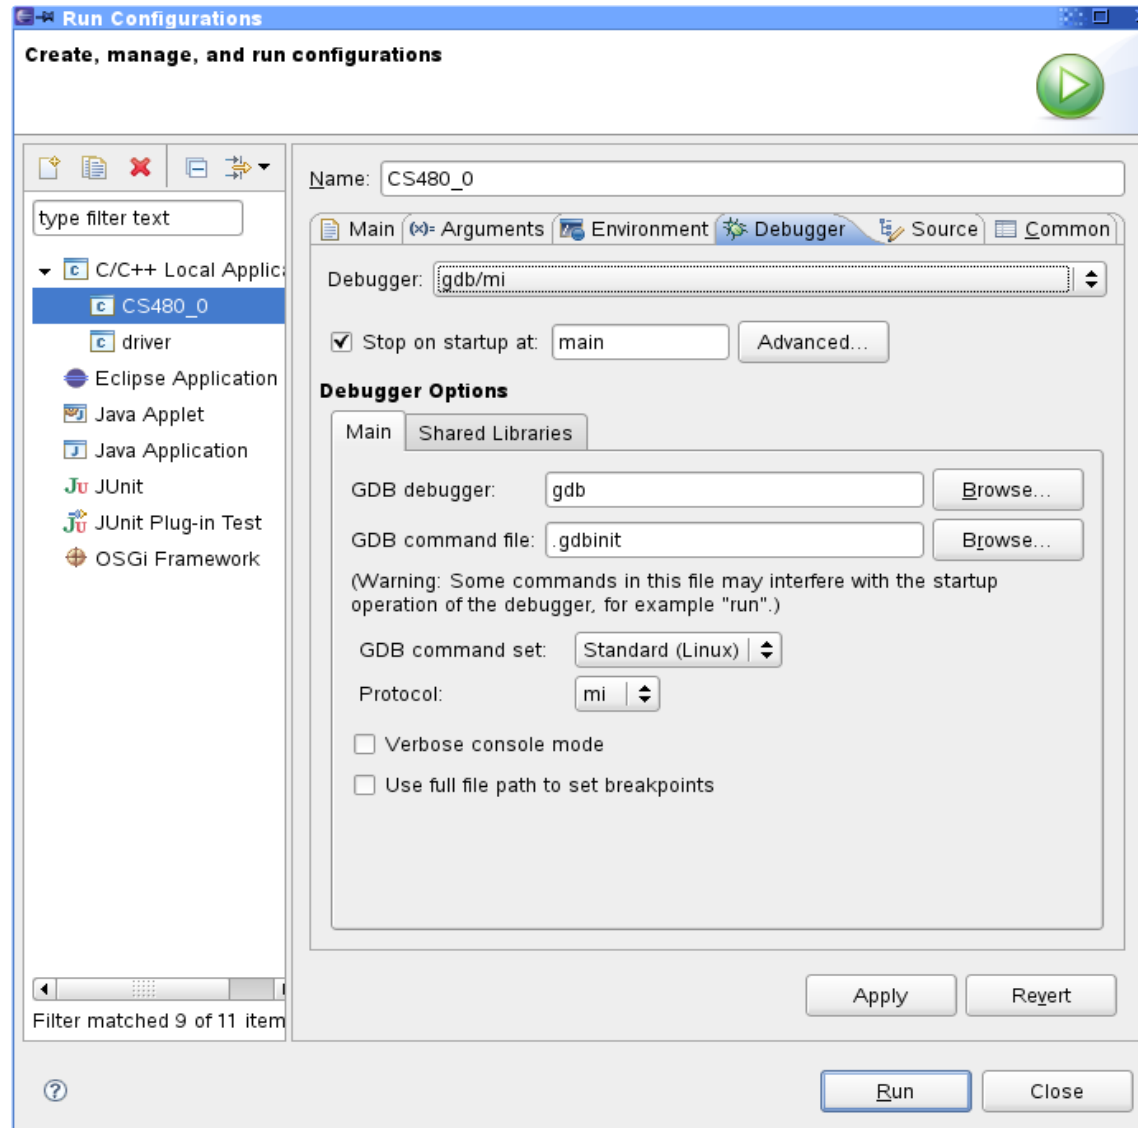 Run Configurations
Create, manage, and run configurations
type filter text
C/C++ Local Applic
CS480_0
driver
Eclipse Application
Java Applet
Java Application
JUnit
JUnit Plug-in Test
OSGi Framework
Filter matched 9 of 11 item
Name: CS480_0
Main (x)= Arguments Environment Debugger Source Common
Debugger: gdb/mi
Stop on startup at: main Advanced...
Debugger Options
Main Shared Libraries
GDB debugger: gdb Browse...
GDB command file: .gdbinit Browse...
(Warning: Some commands in this file may interfere with the startup
operation of the debugger, for example "run".)
GDB command set: Standard (Linux)
Protocol: mi
Verbose console mode
Use full file path to set breakpoints
Apply Revert
? Run Close